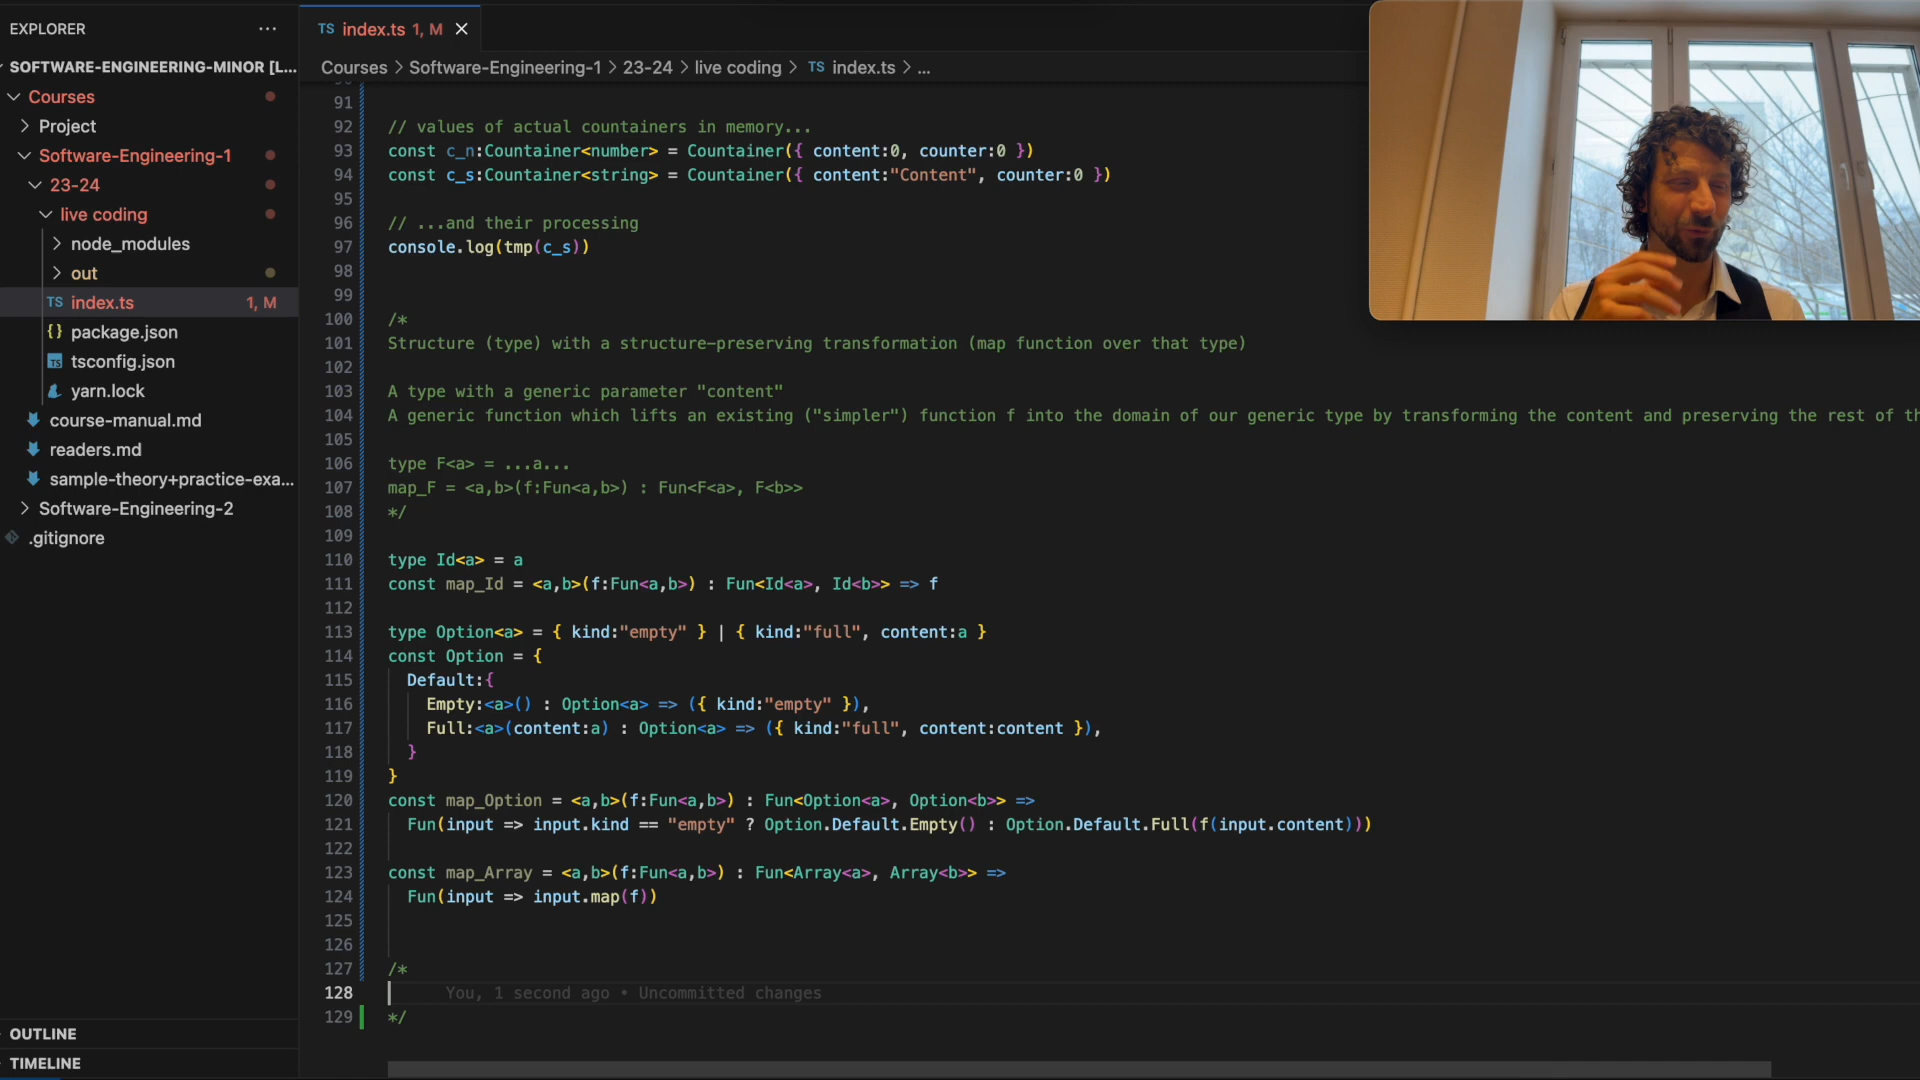 EXPLORER
SOFTWARE-ENGINEERING-MINOR [L...
Courses
Project
Software-Engineering-1
23-24
live coding
node_modules
out
TS index.ts 1, M
{} package.json
TS tsconfig.json
yarn.lock
course-manual.md
readers.md
sample-theory+practice-exa...
Software-Engineering-2
.gitignore
OUTLINE
TIMELINE
TS index.ts 1, M
Courses > Software-Engineering-1 > 23-24 > live coding > TS index.ts > ...
91
92 // values of actual countainers in memory...
93 const c_n:Countainer<number> = Countainer({ content:0, counter:0 })
94 const c_s:Countainer<string> = Countainer({ content:"Content", counter:0 })
95
96 // ...and their processing
97 console.log(tmp(c_s))
98
99
100 /*
101 Structure (type) with a structure-preserving transformation (map function over that type)
102
103 A type with a generic parameter "content"
104 A generic function which lifts an existing ("simpler") function f into the domain of our generic type by transforming the content and preserving the rest of th
105
106 type F<a> = ...a...
107 map_F = <a,b>(f:Fun<a,b>) : Fun<F<a>, F<b>>
108 */
109
110 type Id<a> = a
111 const map_Id = <a,b>(f:Fun<a,b>) : Fun<Id<a>, Id<b>> => f
112
113 type Option<a> = { kind:"empty" } | { kind:"full", content:a }
114 const Option = {
115 Default:{
116 Empty:<a>() : Option<a> => ({ kind:"empty" }),
117 Full:<a>(content:a) : Option<a> => ({ kind:"full", content:content }),
118 }
119 }
120 const map_Option = <a,b>(f:Fun<a,b>) : Fun<Option<a>, Option<b>> =>
121 Fun(input => input.kind == "empty" ? Option.Default.Empty() : Option.Default.Full(f(input.content)))
122
123 const map_Array = <a,b>(f:Fun<a,b>) : Fun<Array<a>, Array<b>> =>
124 Fun(input => input.map(f))
125
126
127 /*
128 You, 1 second ago • Uncommitted changes
129 */